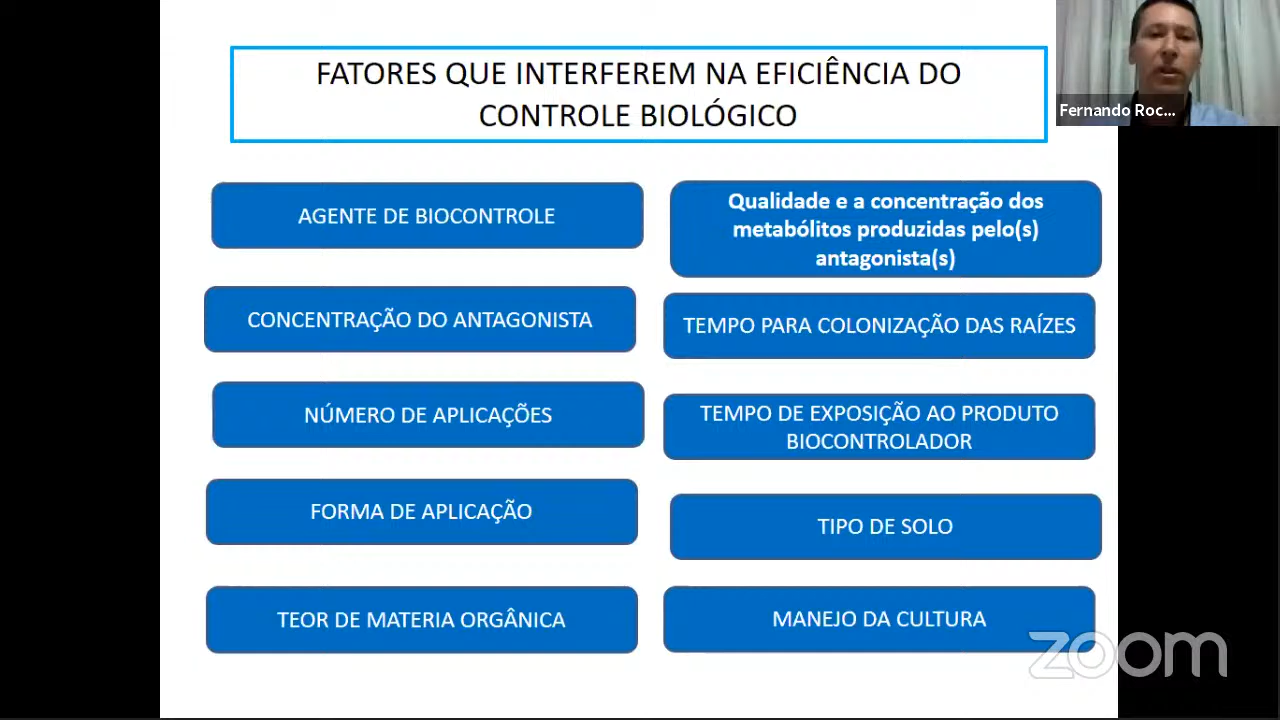 FATORES QUE INTERFEREM NA EFICIÊNCIA DO
CONTROLE BIOLÓGICO
Fernando Roc...
AGENTE DE BIOCONTROLE
Qualidade e a concentração dos
metabólitos produzidas pelo(s)
antagonista(s)
CONCENTRAÇÃO DO ANTAGONISTA
TEMPO PARA COLONIZAÇÃO DAS RAÍZES
NÚMERO DE APLICAÇÕES
TEMPO DE EXPOSIÇÃO AO PRODUTO
BIOCONTROLADOR
FORMA DE APLICAÇÃO
TIPO DE SOLO
TEOR DE MATERIA ORGÂNICA
MANEJO DA CULTURA
zoom